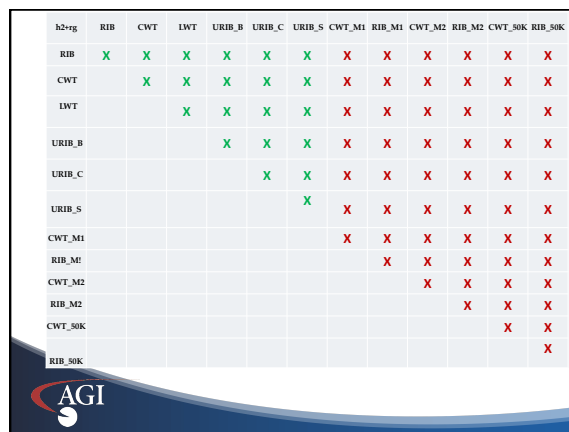 h2+rg RIB CWT LWT URIB_B URIB_C URIB_S CWT_M1 RIB_M1 CWT_M2 RIB_M2 CWT_50K RIB_50K
RIB X X X X X X X X X X X X
CWT X X X X X X X X X X X
LWT X X X X X X X X X X
URIB_B X X X X X X X X X
URIB_C X X X X X X X X
URIB_S X X X X X X X
CWT_M1 X X X X X X
RIB_M! X X X X X
CWT_M2 X X X X
RIB_M2 X X X
CWT_50K X X
RIB_50K X
AGI